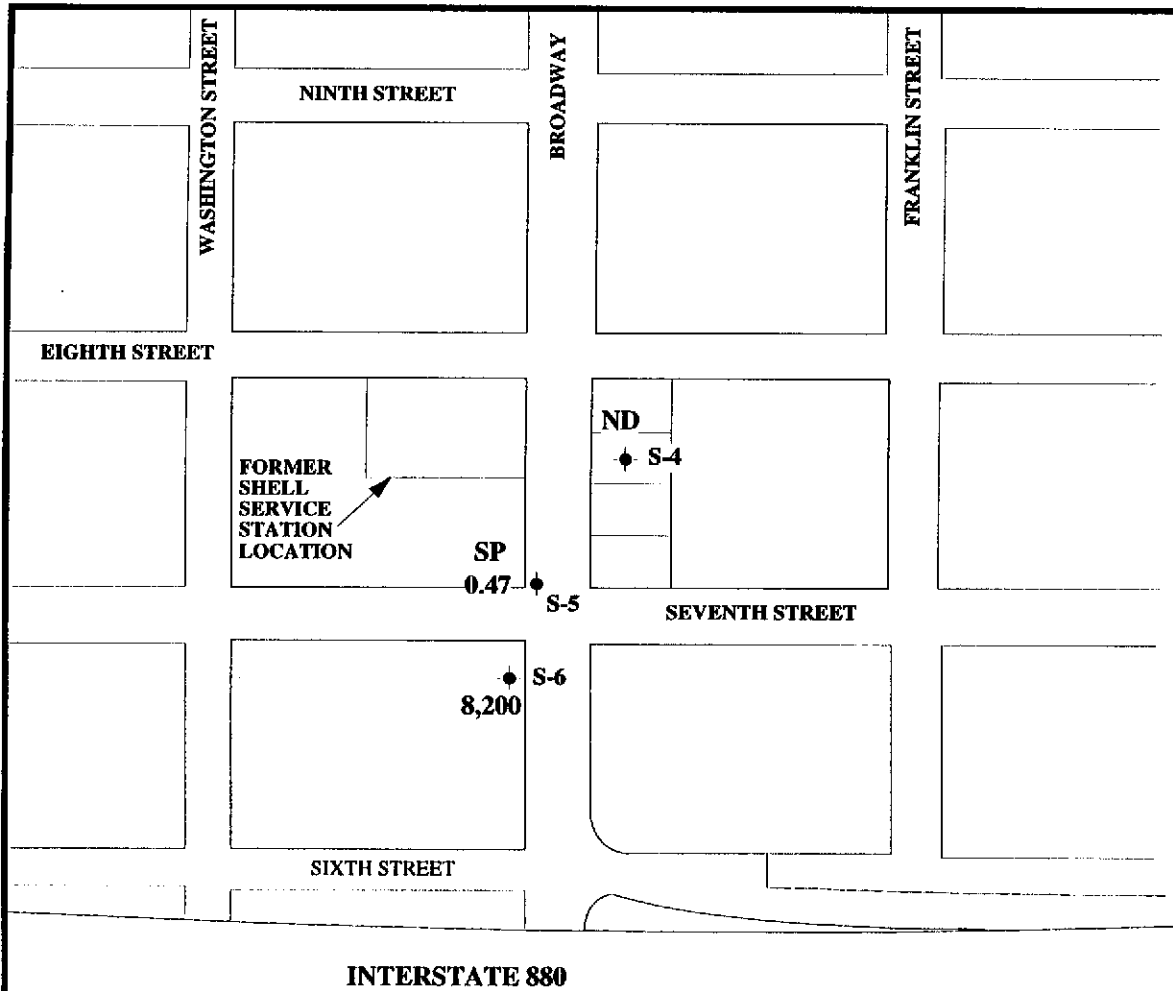 WASHINGTON STREET
BROADWAY
FRANKLIN STREET
NINTH STREET
EIGHTH STREET
ND
S-4
FORMER
SHELL
SERVICE
STATION
LOCATION
SP
0.47
S-5
SEVENTH STREET
S-6
8,200
SIXTH STREET
INTERSTATE 880